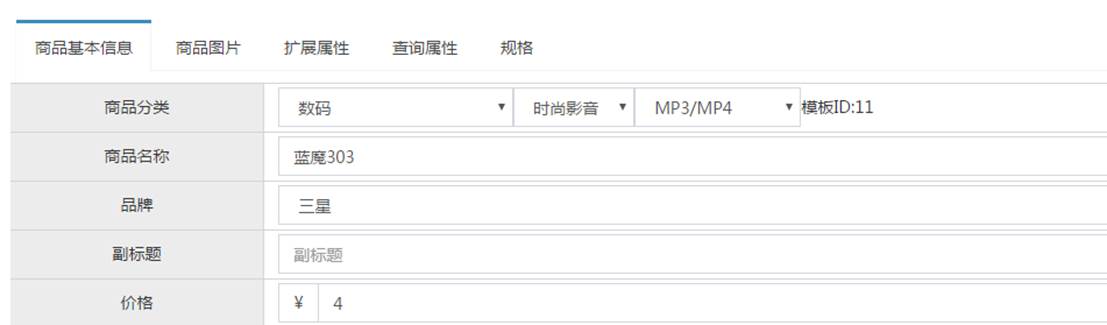 商品基本信息 商品图片 扩展属性 查询属性 规格
商品分类 数码 时尚影音 MP3/MP4 模板ID:11
商品名称 蓝魔303
品牌 三星
副标题 副标题
价格 ¥ 4